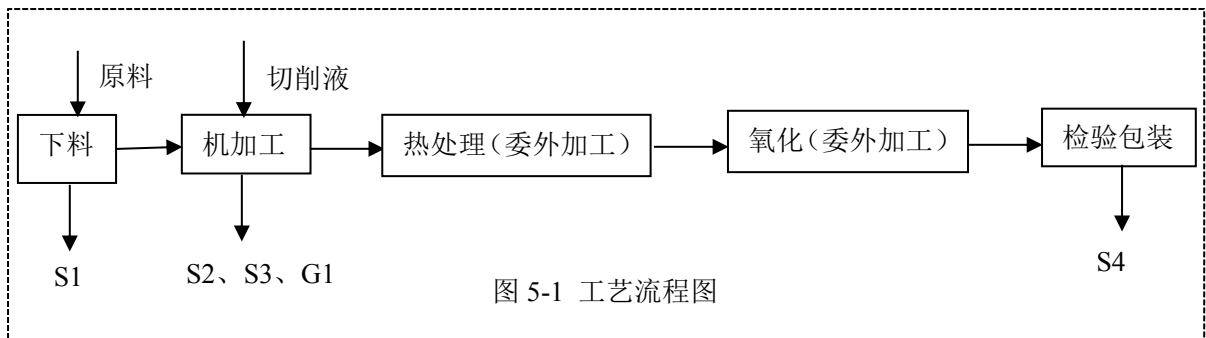 原料
切削液
下料
机加工
热处理（委外加工）
氧化（委外加工）
检验包装
S1
S2、S3、G1
S4
图 5-1 工艺流程图